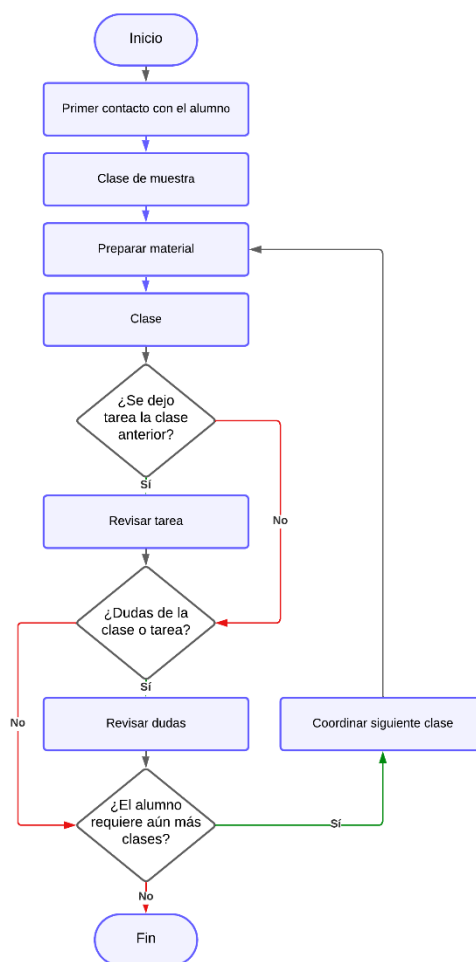 Inicio
Primer contacto con el alumno
Clase de muestra
Preparar material
Clase
¿Se dejo
tarea la clase
anterior?
Sí
No
Revisar tarea
¿Dudas de la
clase o tarea?
Sí
No
Revisar dudas
Coordinar siguiente clase
¿El alumno
requiere aún más
clases?
Sí
No
Fin